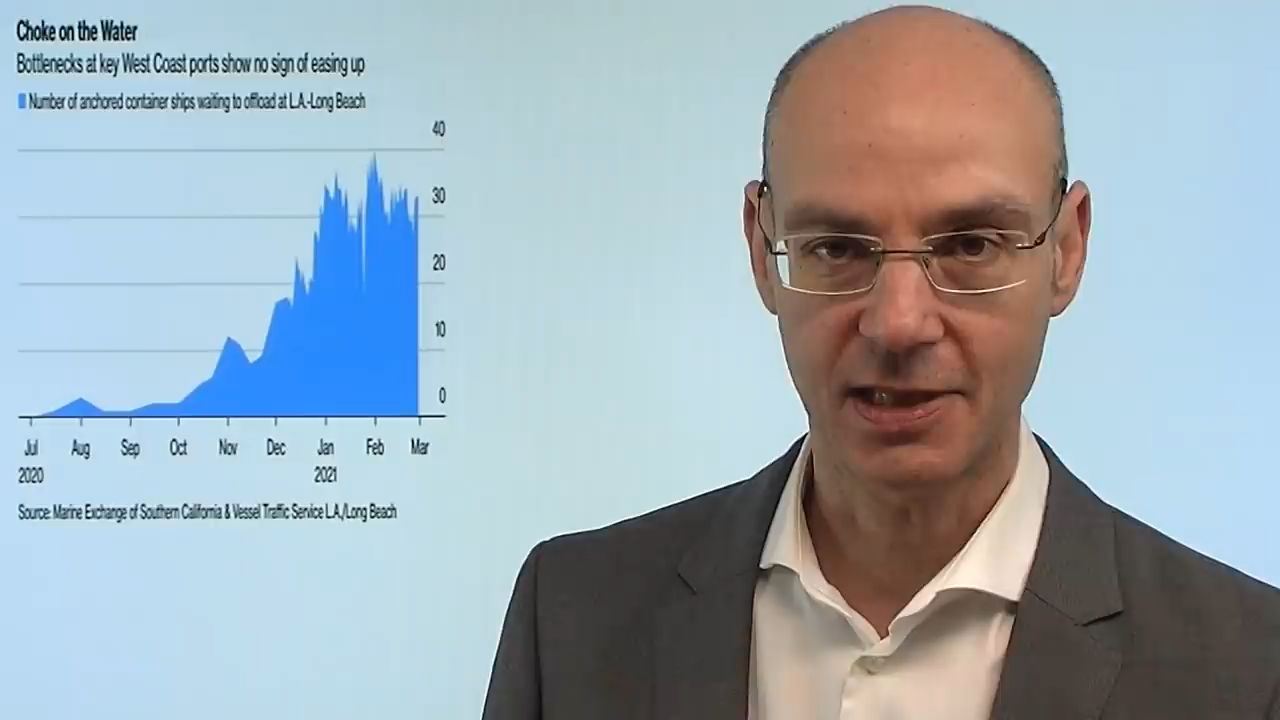 Choke on the Water
Bottlenecks at key West Coast ports show no sign of easing up
Number of anchored container ships waiting to offload at L.A.-Long Beach
40
30
20
10
0
Jul Aug Sep Oct Nov Dec Jan Feb Mar
2020 2021
Source: Marine Exchange of Southern California & Vessel Traffic Service L.A./Long Beach